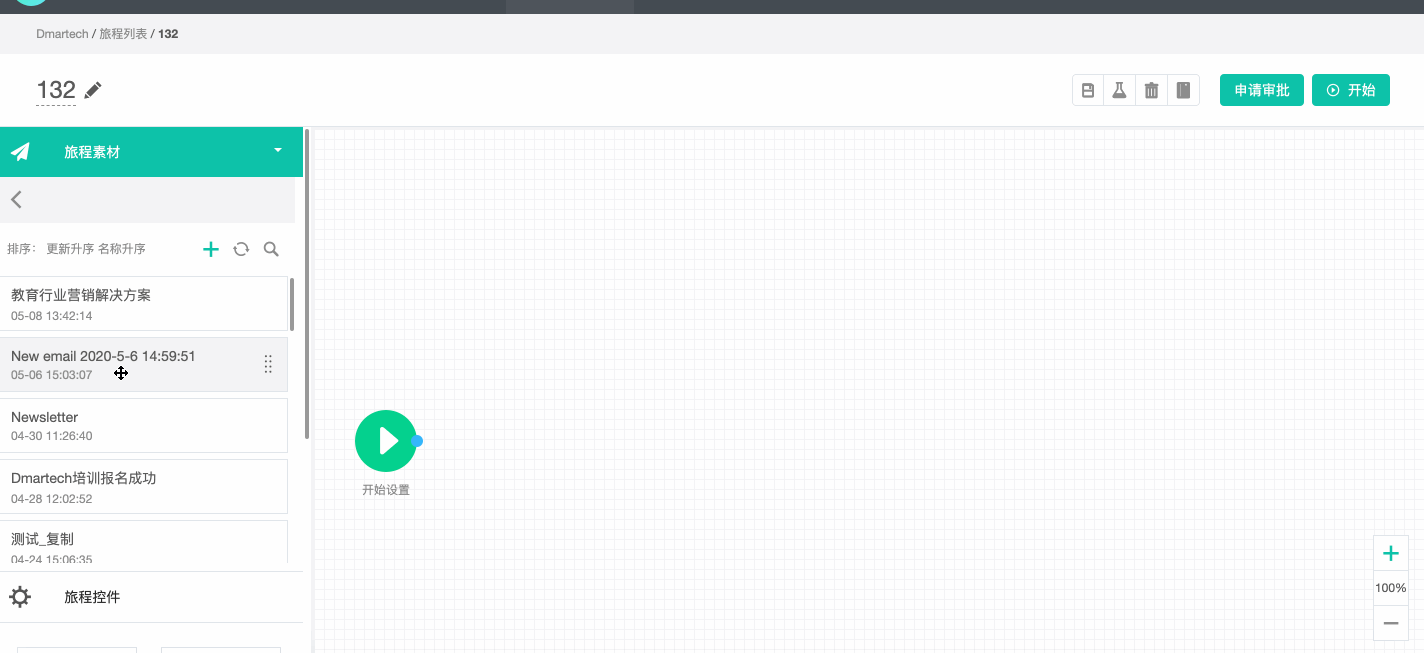 Dmartech / 旅程列表 / 132
132
申请审批
开始
旅程素材
排序： 更新升序 名称升序
教育行业营销解决方案
05-08 13:42:14
New email 2020-5-6 14:59:51
05-06 15:03:07
Newsletter
04-30 11:26:40
Dmartech培训报名成功
04-28 12:02:52
测试_复制
04-24 15:06:35
旅程控件
开始设置
100%